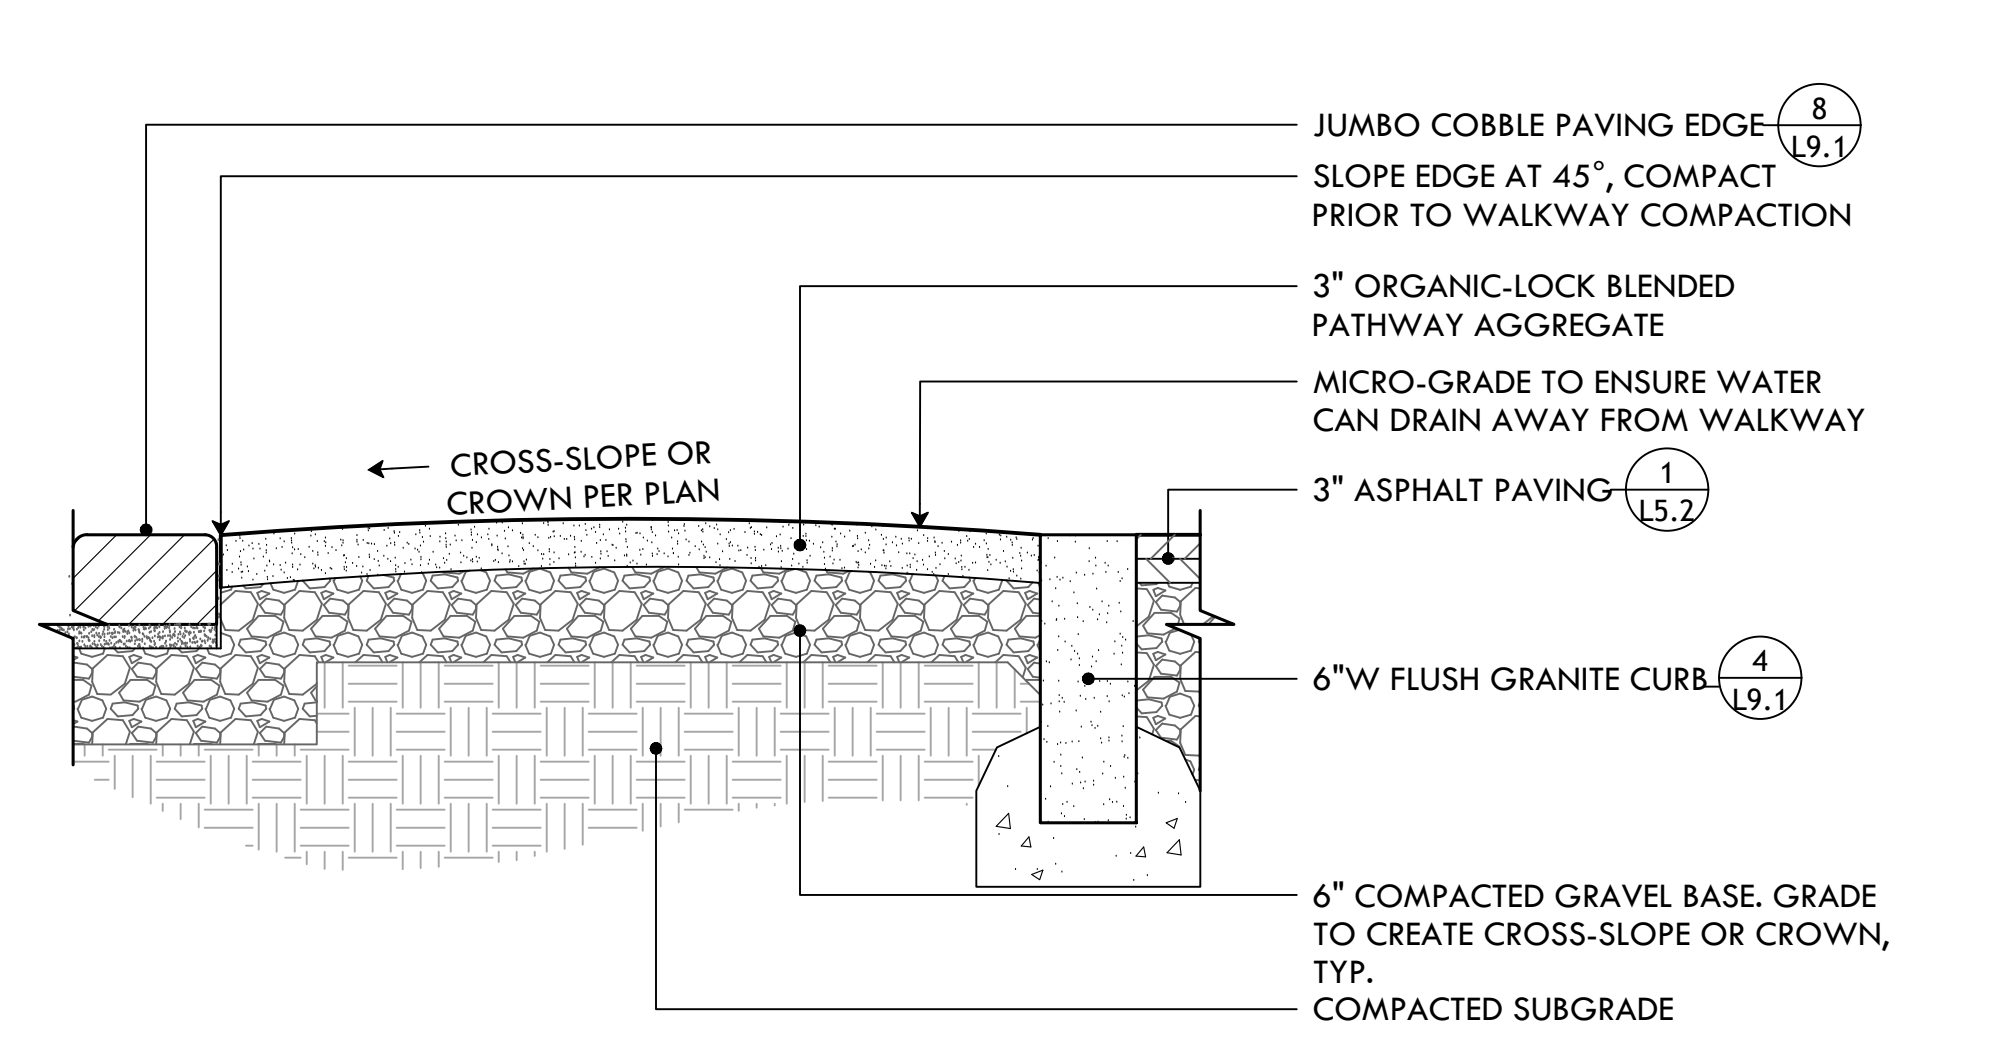 JUMBO COBBLE PAVING EDGE
8
L9.1
SLOPE EDGE AT 45°, COMPACT
PRIOR TO WALKWAY COMPACTION
3" ORGANIC-LOCK BLENDED
PATHWAY AGGREGATE
MICRO-GRADE TO ENSURE WATER
CAN DRAIN AWAY FROM WALKWAY
CROSS-SLOPE OR
CROWN PER PLAN
3" ASPHALT PAVING
1
L5.2
6"W FLUSH GRANITE CURB
4
L9.1
6" COMPACTED GRAVEL BASE. GRADE
TO CREATE CROSS-SLOPE OR CROWN,
TYP.
COMPACTED SUBGRADE